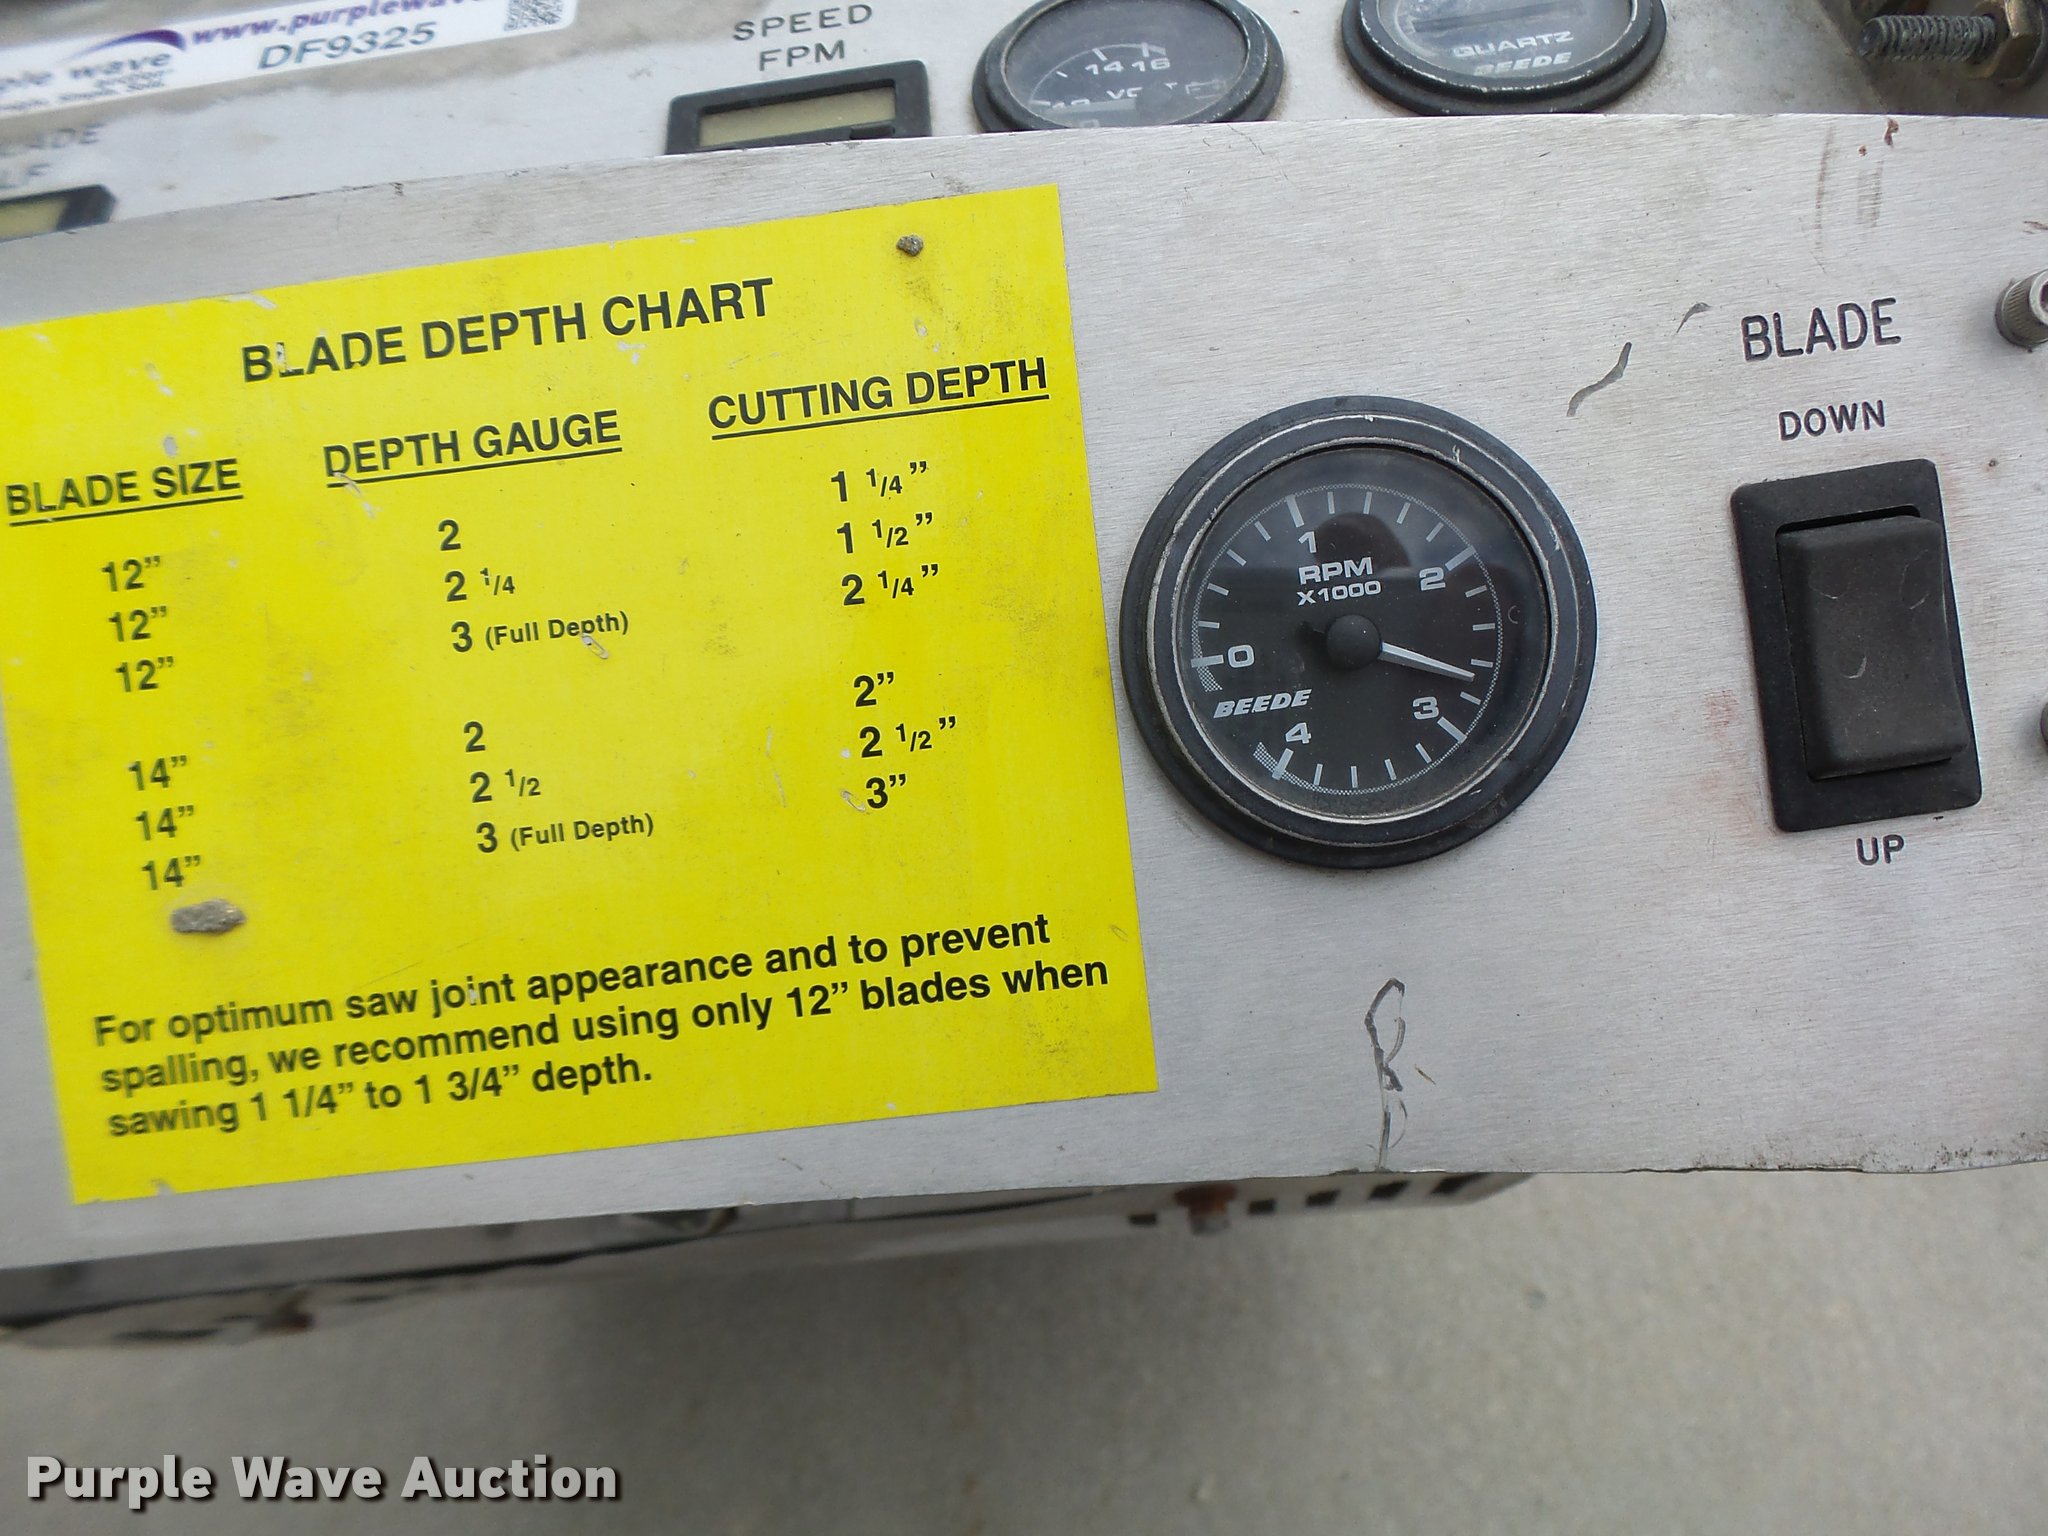 www.purplewave
DF9325
SPEED
FPM
14 16
QUARTZ
BEEDE
BLADE DEPTH CHART
BLADE SIZE DEPTH GAUGE CUTTING DEPTH
12” 2 1 1/4”
12” 2 1/4 1 1/2”
12” 3 (Full Depth) 2 1/4”
14” 2 2”
14” 2 1/2 2 1/2”
14” 3 (Full Depth) 3”
For optimum saw joint appearance and to prevent
spalling, we recommend using only 12” blades when
sawing 1 1/4” to 1 3/4” depth.
1
RPM
X1000
2
0
BEEDE
3
4
BLADE
DOWN
UP
Purple Wave Auction